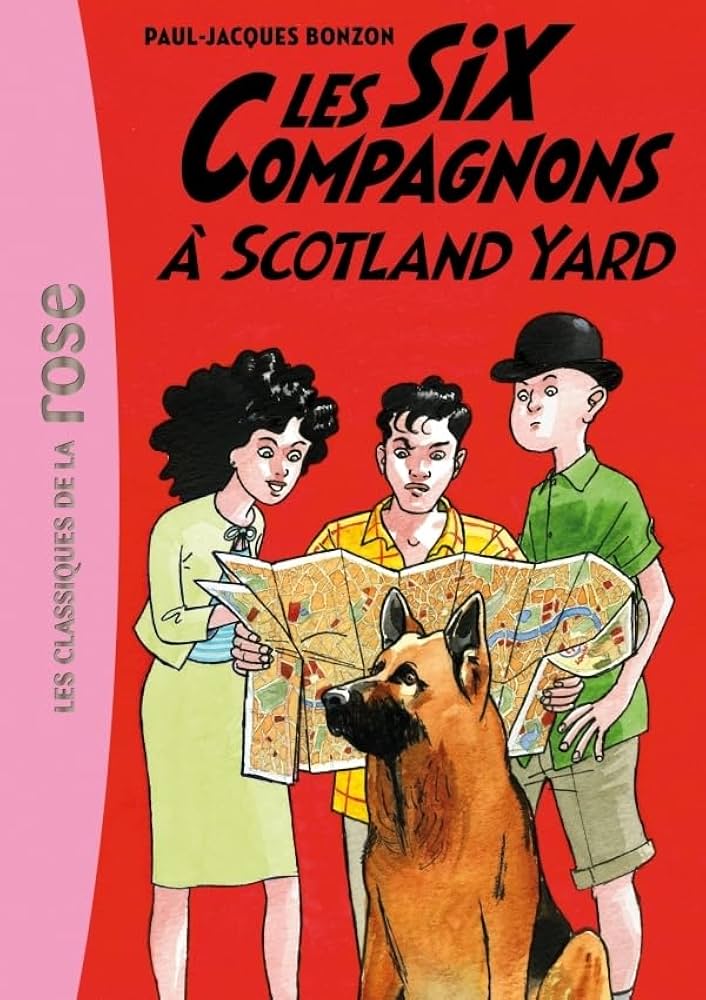 PAUL-JACQUES BONZON
LES SiX
COMPAGNONS
À SCOTLAND YARD
LES CLASSIQUES DE LA rose